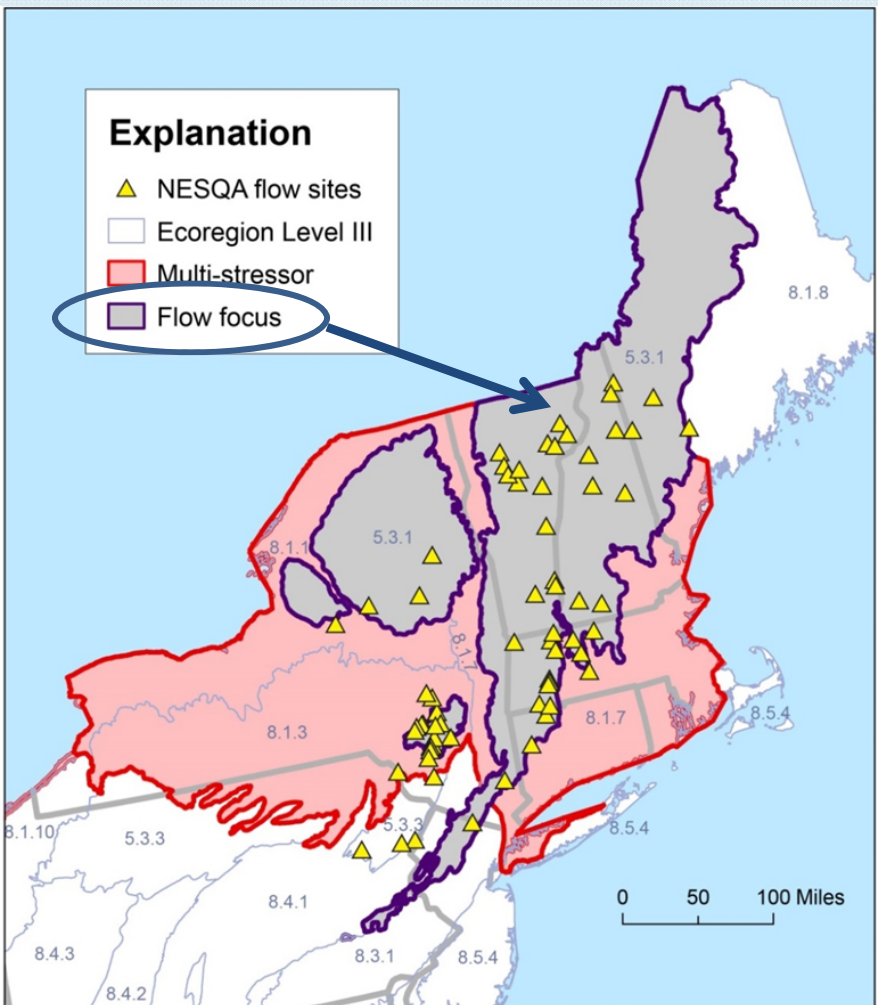 Explanation
NESQA flow sites
Ecoregion Level III
Multi-stressor
Flow focus
8.1.8
5.3.1
5.3.1
8.1.1
8.1.7
8.1.3
8.1.7
8.5.4
8.1.10
5.3.3
5.3.3
8.5.4
8.4.1
0 50 100 Miles
8.4.3
8.3.1
8.5.4
8.4.2